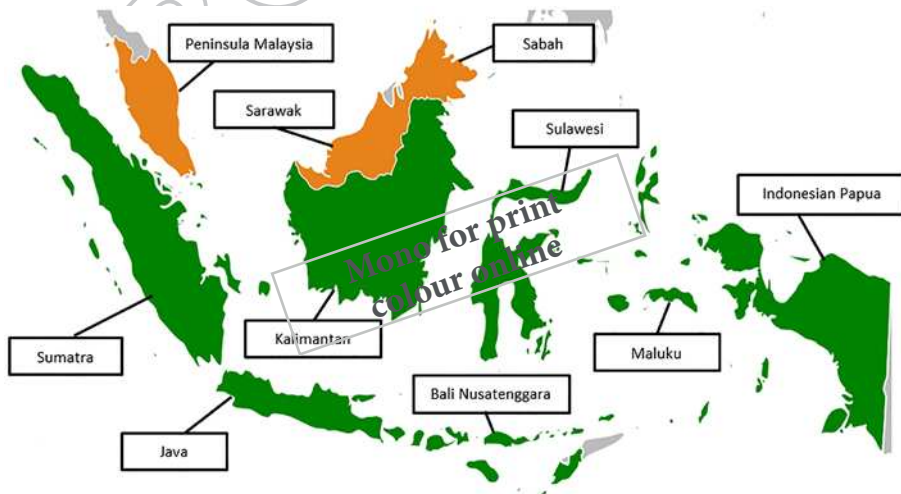 Peninsula Malaysia
Sabah
Sarawak
Sulawesi
Indonesian Papua
Mono for print
colour online
Kalimantan
Sumatra
Maluku
Bali Nusatenggara
Java